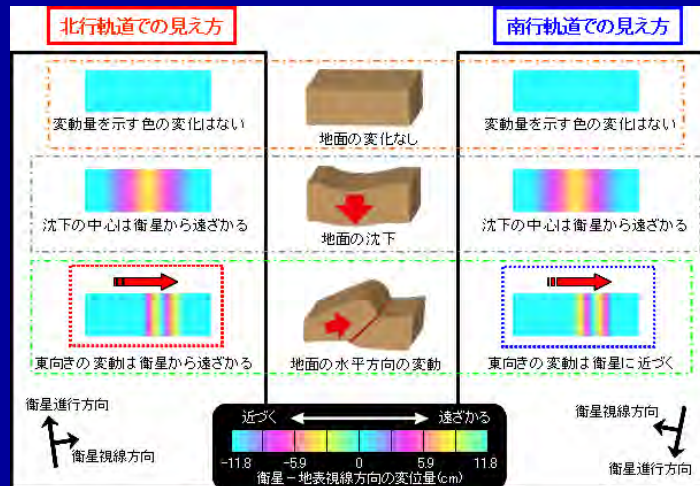 北行軌道での見え方
南行軌道での見え方
変動量を示す色の変化はない
地面の変化なし
変動量を示す色の変化はない
沈下の中心は衛星から遠ざかる
地面の沈下
沈下の中心は衛星から遠ざかる
東向きの変動は衛星から遠ざかる
地面の水平方向の変動
東向きの変動は衛星に近づく
衛星進行方向
衛星視線方向
近づく
遠ざかる
-11.8 -5.9 0 5.9 11.8
衛星-地表視線方向の変位量(cm)
衛星視線方向
衛星進行方向